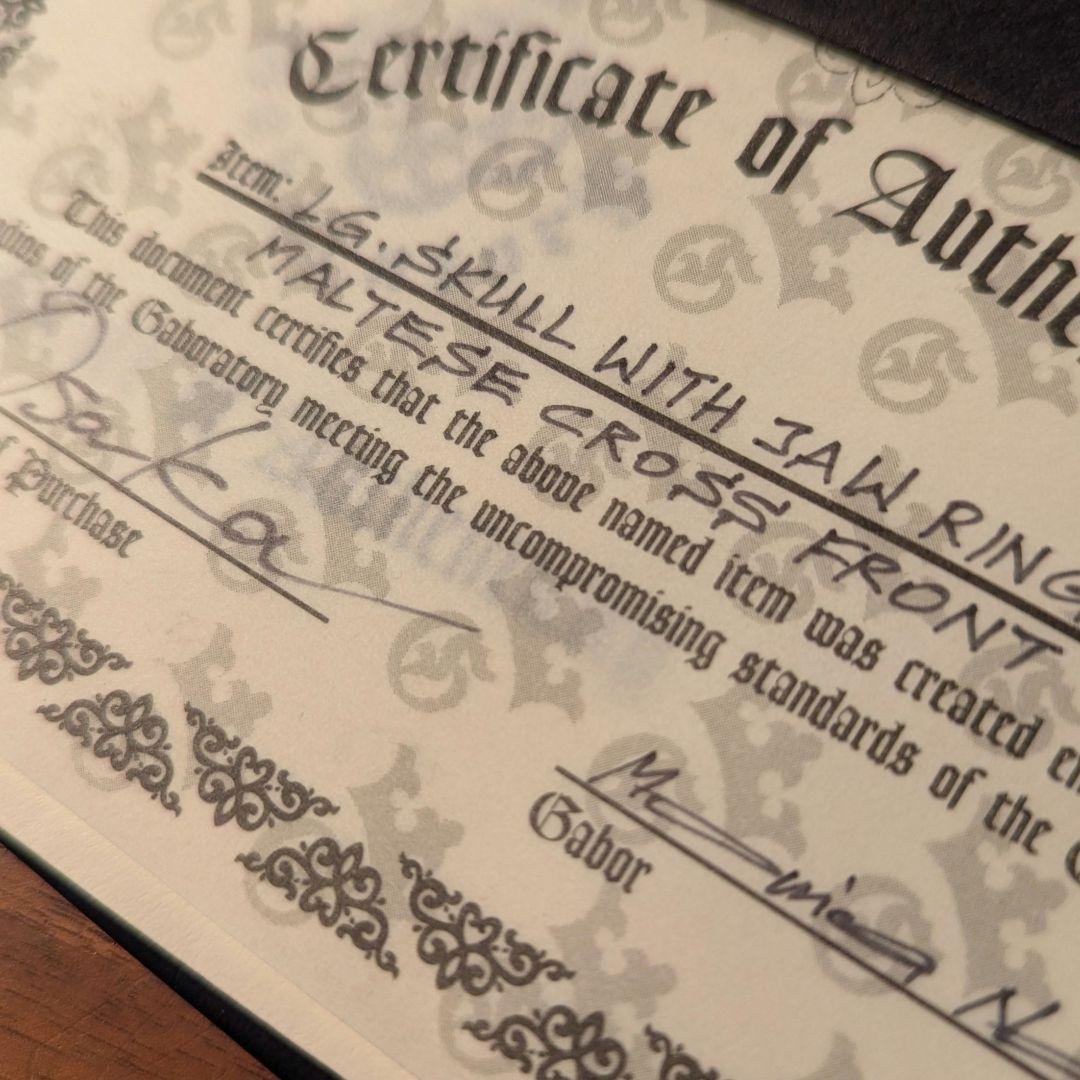 Certificate of Authe
Item: LG. SKULL WITH JAW RING
MALTESE CROSS FRONT
This document certifies that the above named item was created
of the Gaboratory meeting the uncompromising standards of the
Osaka
Purchase
Gabor